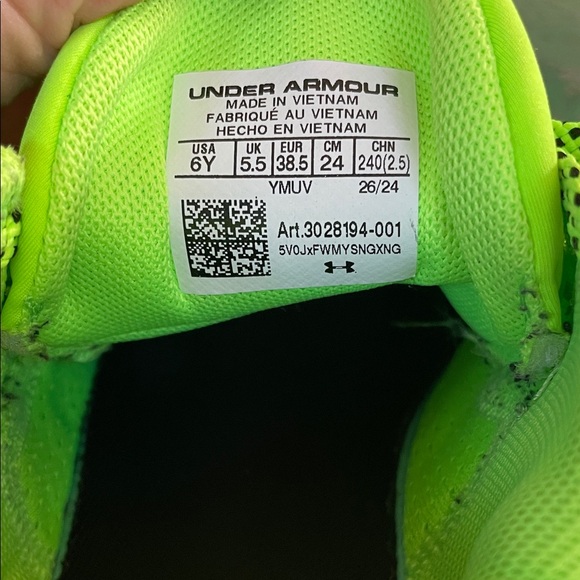 UNDER ARMOUR
MADE IN VIETNAM
FABRIQUÉ AU VIETNAM
HECHO EN VIETNAM
USA UK EUR CM CHN
6Y 5.5 38.5 24 240(2.5)
YMUV 26/24
Art.3028194-001
5V0JxFWMYSNGXNG